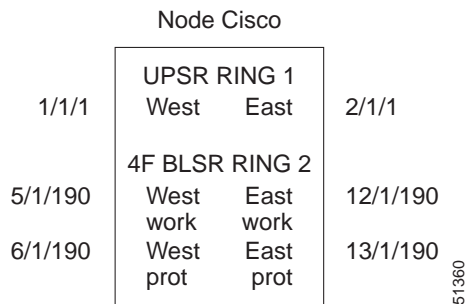 Node Cisco
UPSR RING 1
1/1/1 West East 2/1/1
4F BLSR RING 2
5/1/190 West East 12/1/190
work work
6/1/190 West East 13/1/190
prot prot
51360